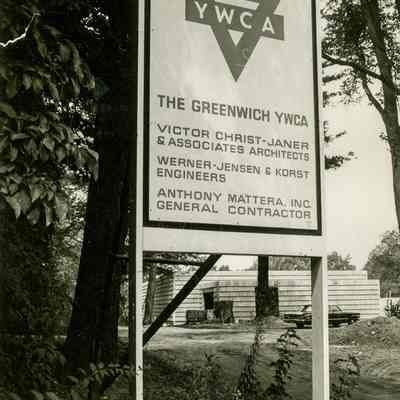 YWCA
THE GREENWICH YWCA
VICTOR CHRIST-JANER
& ASSOCIATES ARCHITECTS
WERNER-JENSEN & KORST
ENGINEERS
ANTHONY MATTERA, INC.
GENERAL CONTRACTOR